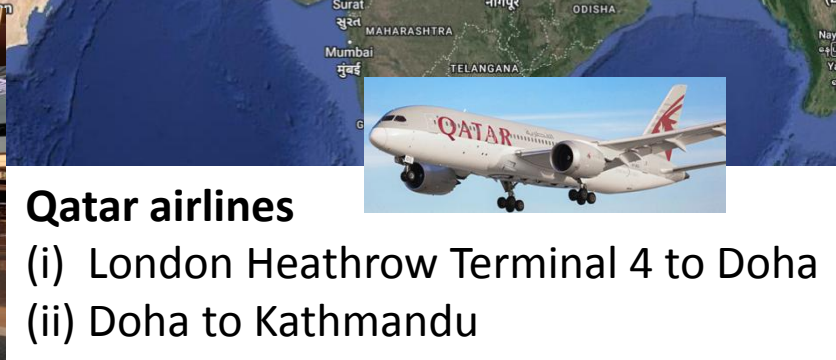 Surat
सुरत
नागपूर
ODISHA
MAHARASHTRA
Mumbai
मुंबई
TELANGANA
QATAR
Qatar airlines
(i) London Heathrow Terminal 4 to Doha
(ii) Doha to Kathmandu